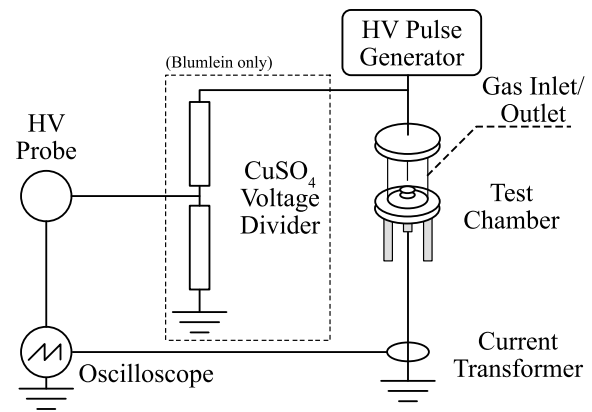 HV Pulse
Generator
(Blumlein only)
Gas Inlet/
Outlet
HV
Probe
CuSO₄
Voltage
Divider
Test
Chamber
Current
Transformer
Oscilloscope